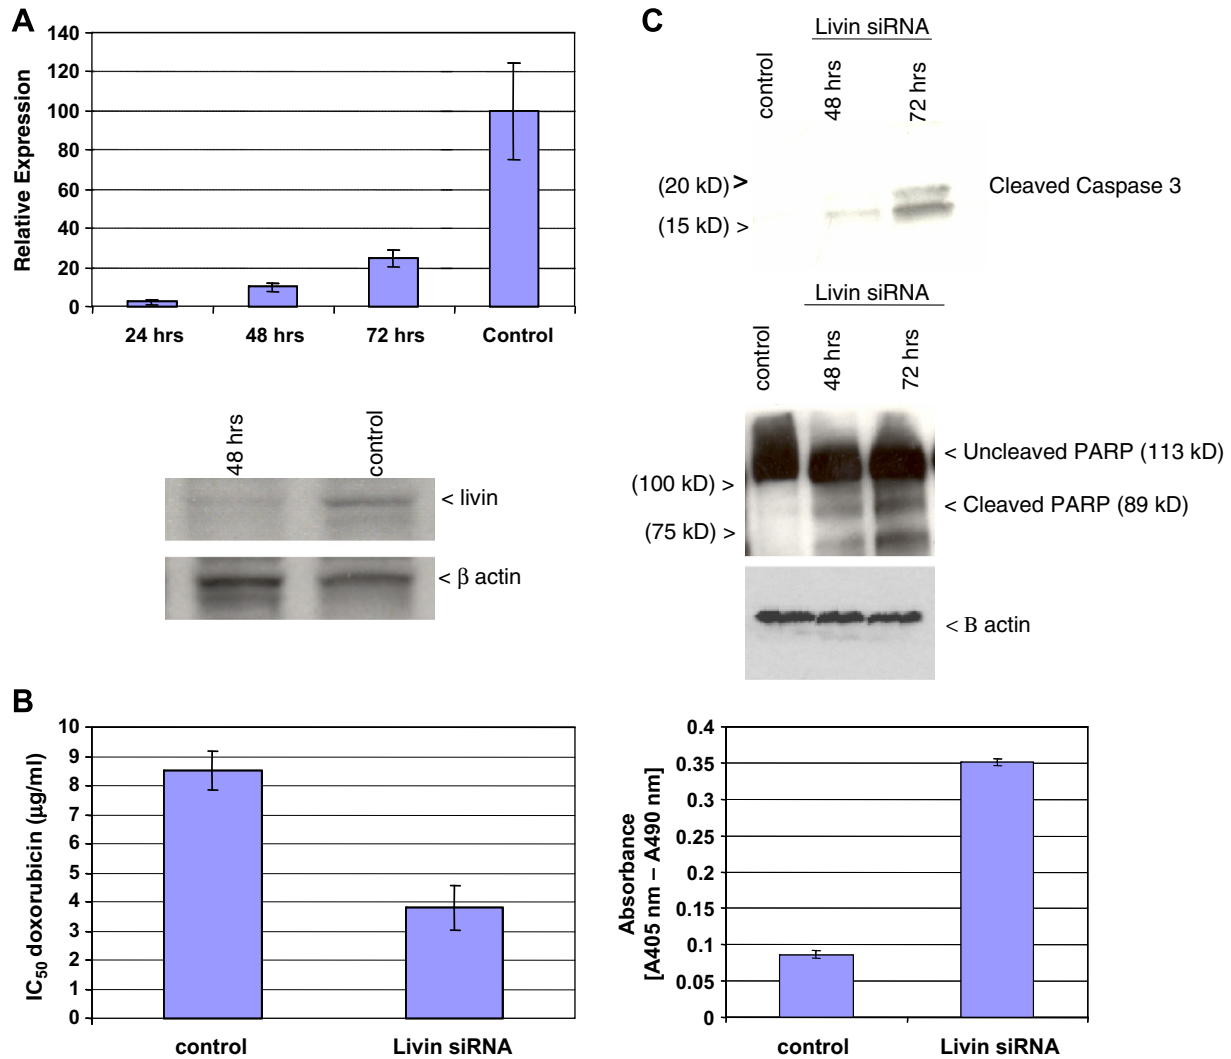 A
140
120
100
80
60
40
20
0
Relative Expression
24 hrs
48 hrs
72 hrs
Control
48 hrs
control
< livin
< β actin
C
Livin siRNA
control
48 hrs
72 hrs
(20 kD) >
(15 kD) >
Cleaved Caspase 3
Livin siRNA
control
48 hrs
72 hrs
< Uncleaved PARP (113 kD)
(100 kD) >
< Cleaved PARP (89 kD)
(75 kD) >
< B actin
B
10
9
8
7
6
5
4
3
2
1
0
IC50 doxorubicin (µg/ml)
control
Livin siRNA
0.4
0.35
0.3
0.25
0.2
0.15
0.1
0.05
0
Absorbance
[A405 nm – A490 nm]
control
Livin siRNA